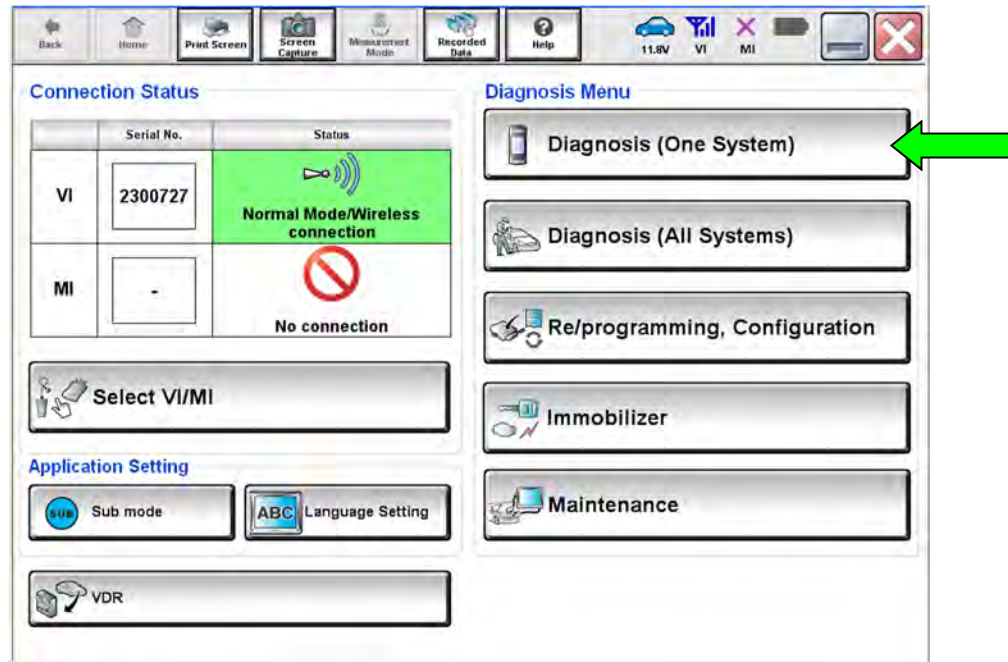 Back
Home
Print Screen
Screen
Capture
Measurement
Mode
Recorded
Data
Help
11.8V
VI
MI
Connection Status
Serial No.
Status
VI
2300727
Normal Mode/Wireless
connection
MI
-
No connection
Select VI/MI
Application Setting
SUB
Sub mode
ABC
Language Setting
VDR
Diagnosis Menu
Diagnosis (One System)
Diagnosis (All Systems)
Re/programming, Configuration
Immobilizer
Maintenance